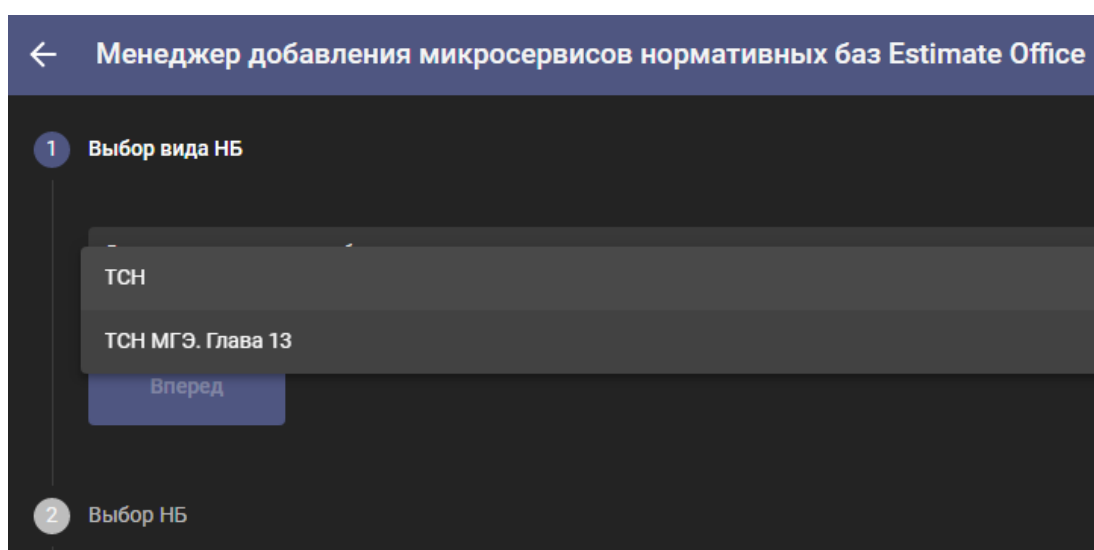 Менеджер добавления микросервисов нормативных баз Estimate Office
1 Выбор вида НБ
ТСН
ТСН МГЭ. Глава 13
Вперед
2 Выбор НБ